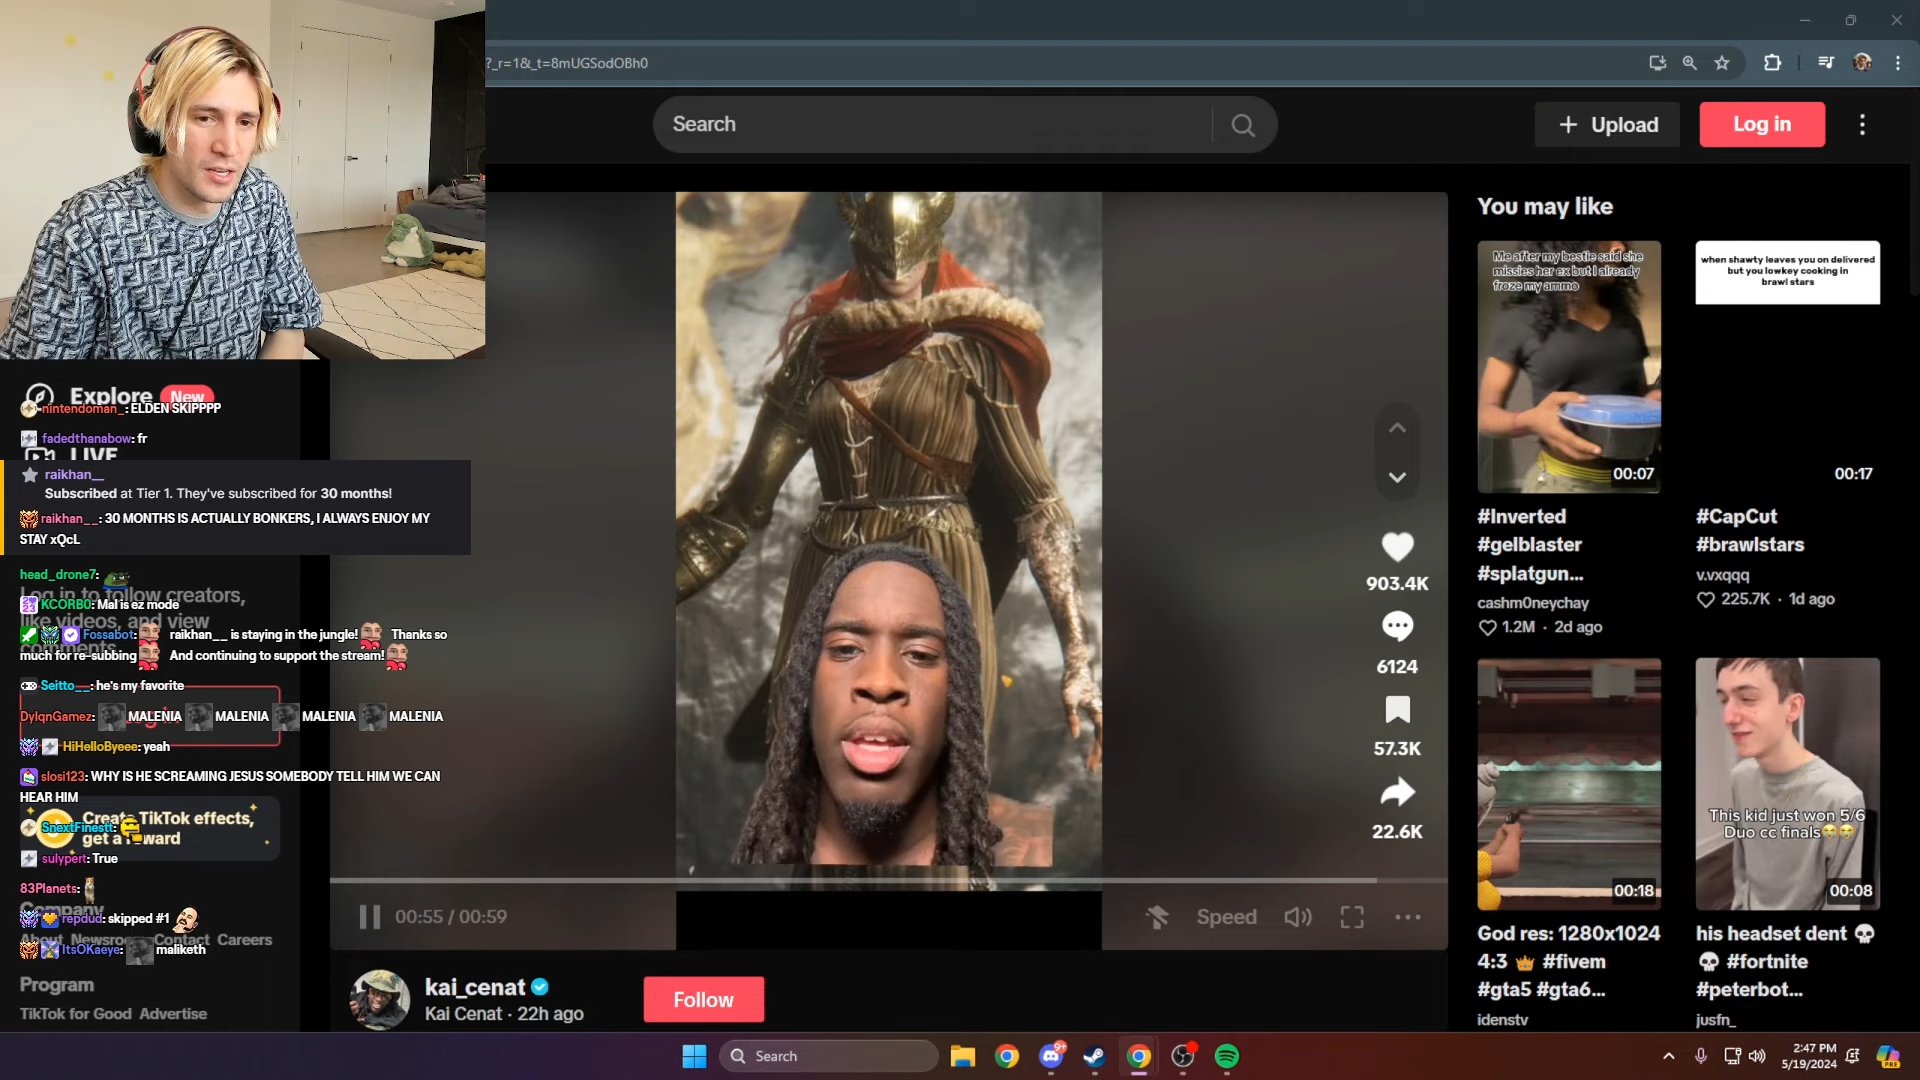 ?_r=1&_t=8mUGSodOBh0
Search
Upload
Log in
Explore
New
nintendoman_: ELDEN SKIPPPP
fadedthanabow: fr
LIVE
raikhan__
Subscribed at Tier 1. They've subscribed for 30 months!
raikhan__: 30 MONTHS IS ACTUALLY BONKERS, I ALWAYS ENJOY MY
STAY xQcL
head_drone7:
Log in to follow creators,
like videos, and view
comments.
KCORB0: Mal is ez mode
Fossabot: raikhan__ is staying in the jungle! Thanks so
much for re-subbing And continuing to support the stream!
Seitto__: he's my favorite
DylqnGamez: MALENIA MALENIA MALENIA MALENIA
HiHelloByeee: yeah
slosi123: WHY IS HE SCREAMING JESUS SOMEBODY TELL HIM WE CAN
HEAR HIM
Create TikTok effects,
get a reward
SnextFinestt:
sulypert: True
83Planets:
Company
repdud: skipped #1
About Newsroom Contact Careers
ItsOKaeye: maliketh
Program
TikTok for Good Advertise
903.4K
6124
57.3K
22.6K
00:55 / 00:59
Speed
kai_cenat
Kai Cenat · 22h ago
Follow
You may like
Me after my bestie said she
missies her ex but I already
froze my ammo
00:07
#Inverted
#gelblaster
#splatgun...
cashm0neychay
1.2M · 2d ago
when shawty leaves you on delivered
but you lowkey cooking in
brawl stars
00:17
#CapCut
#brawlstars
v.vxqqq
225.7K · 1d ago
00:18
God res: 1280x1024
4:3 👑 #fivem
#gta5 #gta6...
idenstv
This kid just won 5/6
Duo cc finals😭😭
00:08
his headset dent 💀
💀 #fortnite
#peterbot...
jusfn_
Search
9+
2:47 PM
5/19/2024
PRE